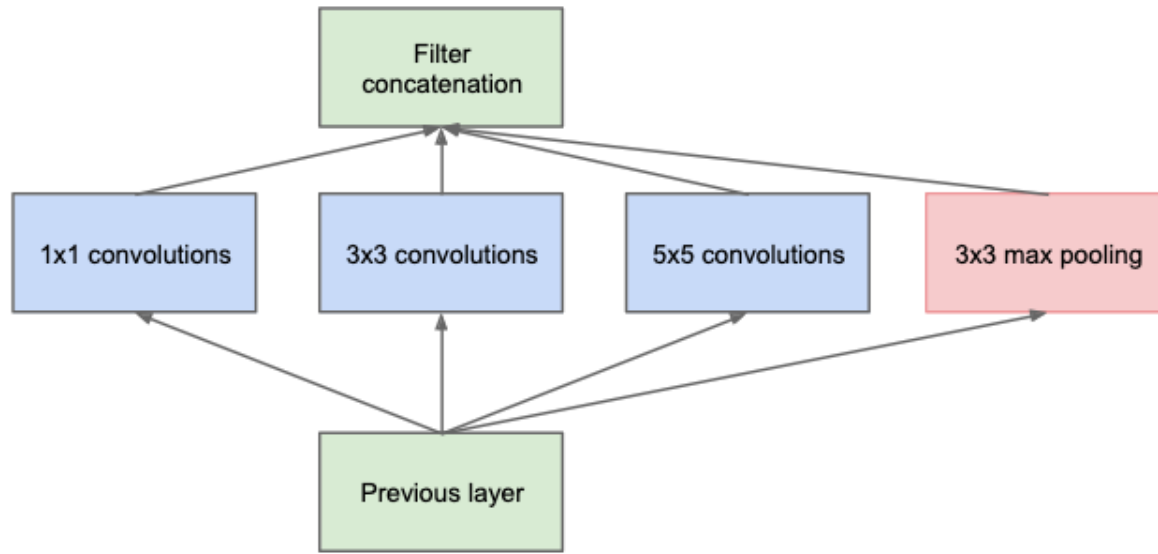 Filter
concatenation
1x1 convolutions
3x3 convolutions
5x5 convolutions
3x3 max pooling
Previous layer